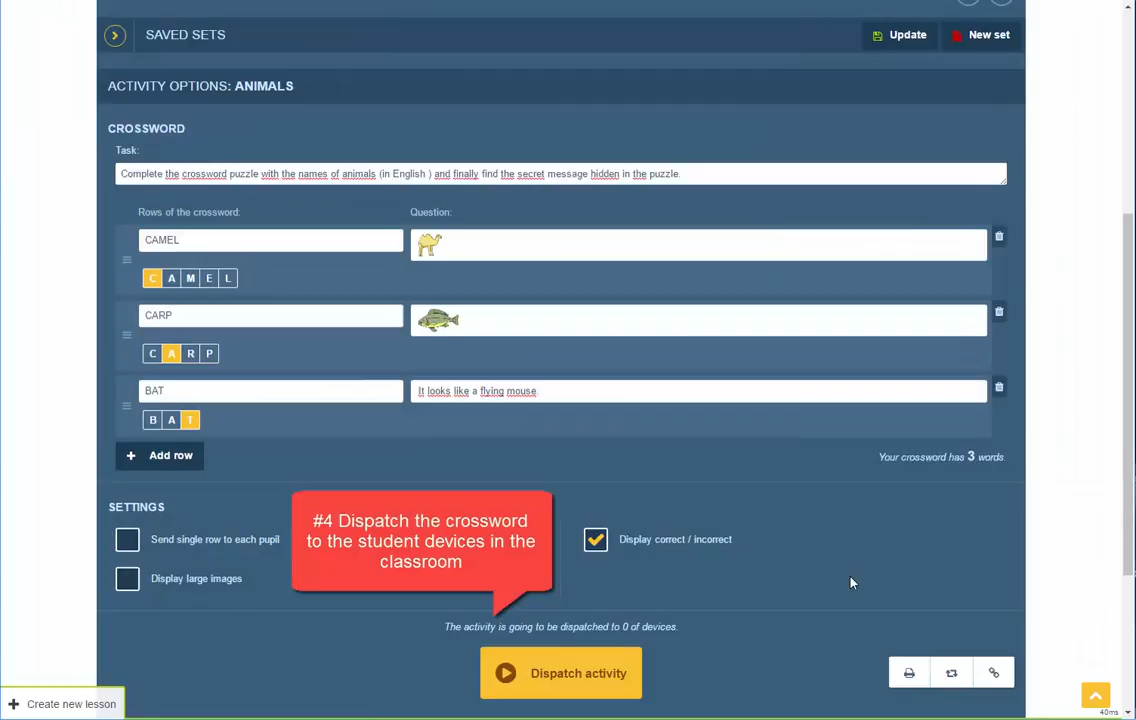 SAVED SETS
Update
New set
ACTIVITY OPTIONS: ANIMALS
CROSSWORD
Task:
Complete the crossword puzzle with the names of animals (in English ) and finally find the secret message hidden in the puzzle.
Rows of the crossword:
Question:
CAMEL
C A M E L
CARP
C A R P
BAT
It looks like a flying mouse.
B A T
+ Add row
Your crossword has 3 words.
SETTINGS
Send single row to each pupil
Display correct / incorrect
Display large images
#4 Dispatch the crossword
to the student devices in the
classroom
The activity is going to be dispatched to 0 of devices.
Dispatch activity
+ Create new lesson
40ms